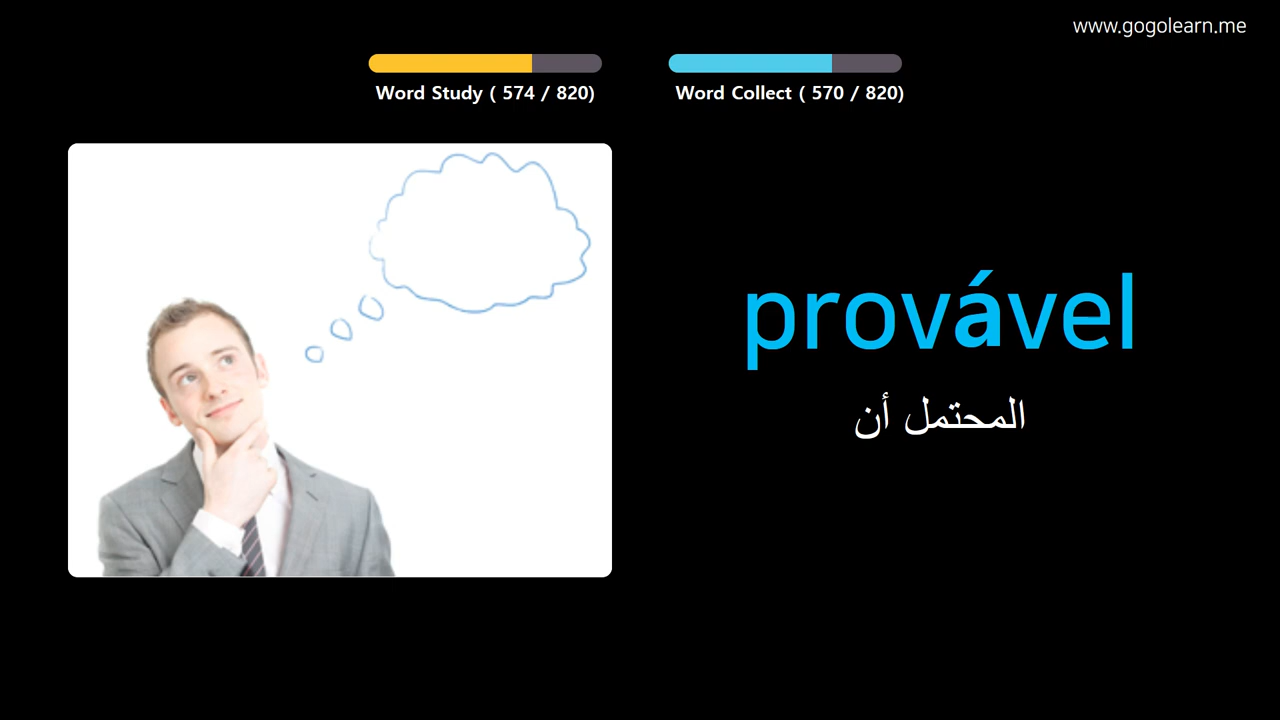 www.gogolearn.me
Word Study ( 574 / 820)
Word Collect ( 570 / 820)
provável
المحتمل أن